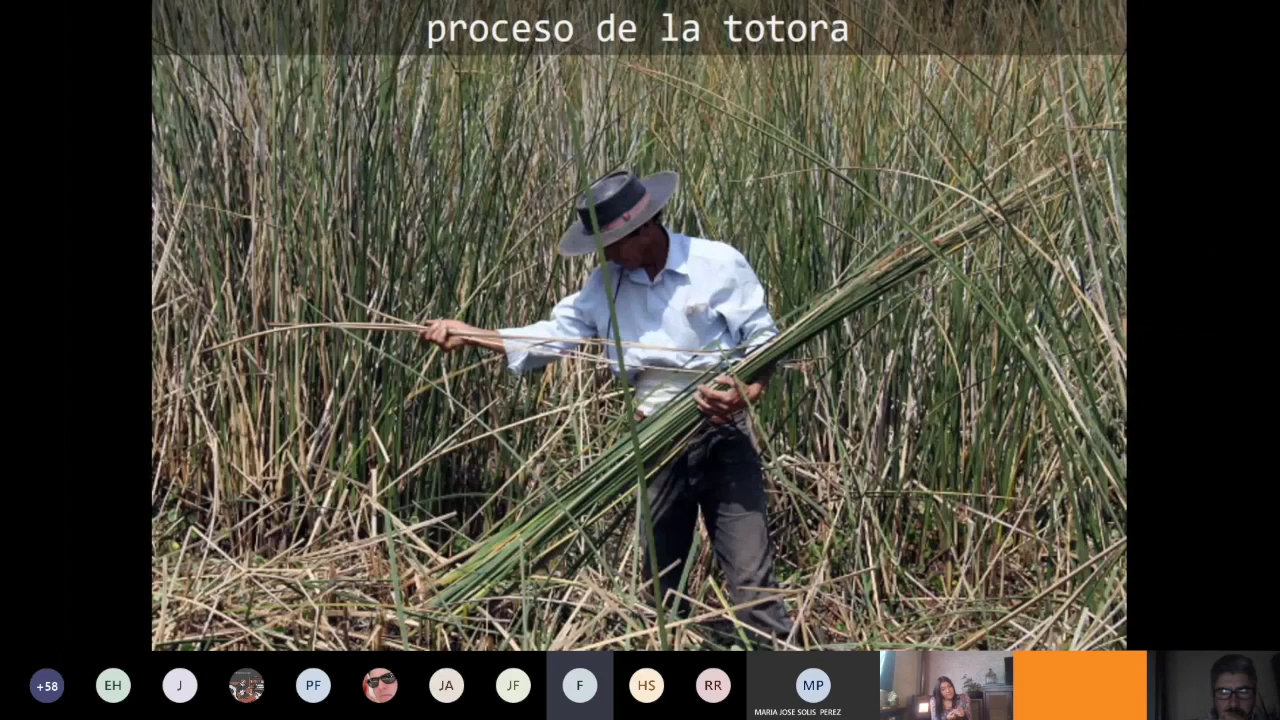 proceso de la totora
+58
EH
J
PF
JA
JF
F
HS
RR
MP
MARIA JOSE SOLIS PEREZ